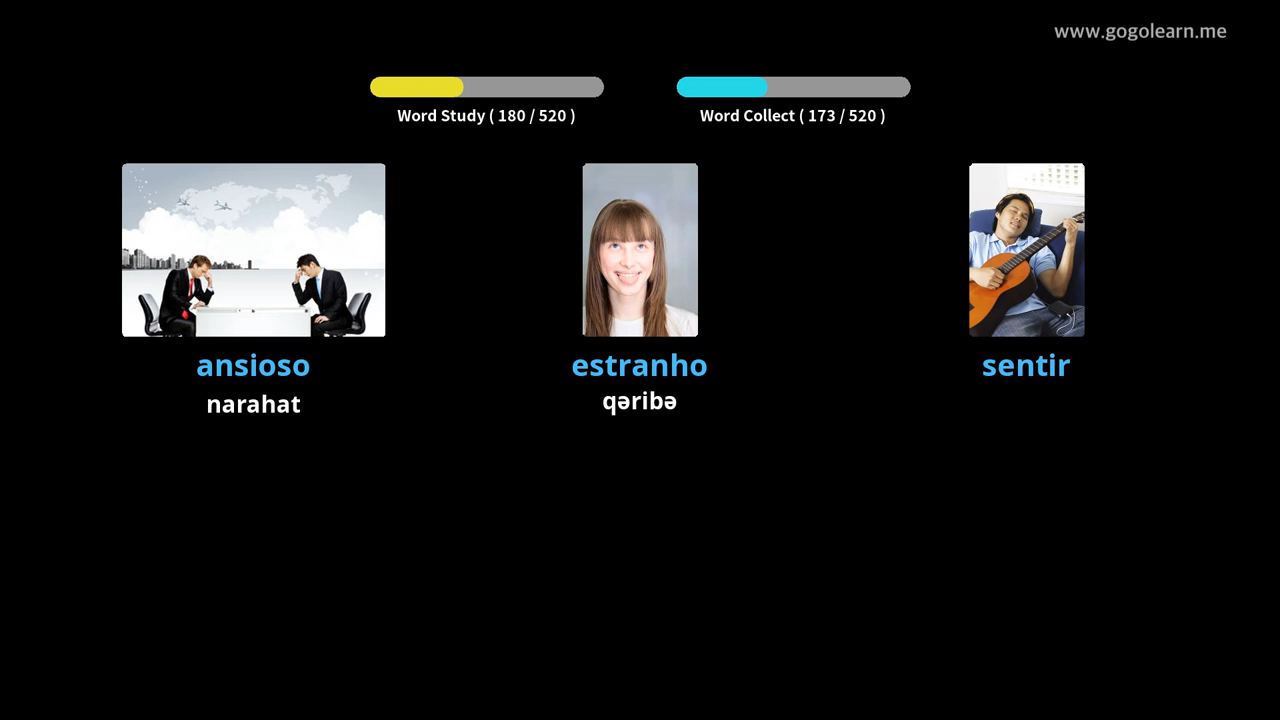 www.gogolearn.me
Word Study ( 180 / 520 )
Word Collect ( 173 / 520 )
ansioso
estranho
sentir
narahat
qəribə